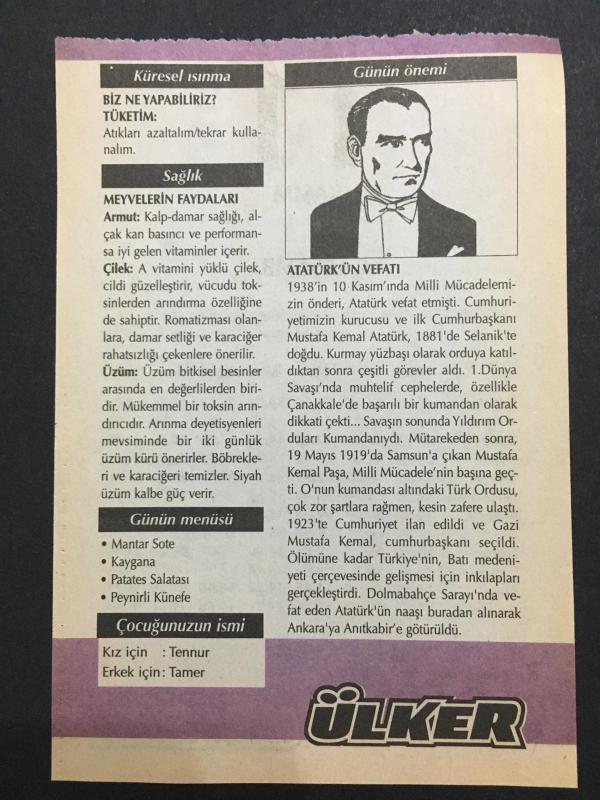 Küresel ısınma
BİZ NE YAPABİLİRİZ?
TÜKETİM:
Atıkları azaltalım/tekrar kulla-
nalım.
Sağlık
MEYVELERİN FAYDALARI
Armut: Kalp-damar sağlığı, al-
çak kan basıncı ve performan-
sa iyi gelen vitaminler içerir.
Çilek: A vitamini yüklü çilek,
cildi güzelleştirir, vücudu tok-
sinlerden arındırma özelliğine
de sahiptir. Romatizması olan-
lara, damar setliği ve karaciğer
rahatsızlığı çekenlere önerilir.
Üzüm: Üzüm bitkisel besinler
arasında en değerlilerden biri-
dir. Mükemmel bir toksin arın-
dırıcıdır. Arınma deyetisyenleri
mevsiminde bir iki günlük
üzüm kürü önerirler. Böbrekle-
ri ve karaciğeri temizler. Siyah
üzüm kalbe güç verir.
Günün menüsü
• Mantar Sote
• Kaygana
• Patates Salatası
• Peynirli Künefe
Çocuğunuzun ismi
Kız için : Tennur
Erkek için : Tamer
Günün önemi
ATATÜRK'ÜN VEFATI
1938'in 10 Kasım'ında Milli Mücadelemi-
zin önderi, Atatürk vefat etmişti. Cumhuri-
yetimizin kurucusu ve ilk Cumhurbaşkanı
Mustafa Kemal Atatürk, 1881'de Selanik'te
doğdu. Kurmay yüzbaşı olarak orduya katıl-
dıktan sonra çeşitli görevler aldı. 1.Dünya
Savaşı'nda muhtelif cephelerde, özellikle
Çanakkale'de başarılı bir kumandan olarak
dikkati çekti... Savaşın sonunda Yıldırım Or-
duları Kumandanıydı. Mütarekeden sonra,
19 Mayıs 1919'da Samsun'a çıkan Mustafa
Kemal Paşa, Milli Mücadele'nin başına geç-
ti. O'nun kumandası altındaki Türk Ordusu,
çok zor şartlara rağmen, kesin zafere ulaştı.
1923'te Cumhuriyet ilan edildi ve Gazi
Mustafa Kemal, cumhurbaşkanı seçildi.
Ölümüne kadar Türkiye'nin, Batı medeni-
yeti çerçevesinde gelişmesi için inkılapları
gerçekleştirdi. Dolmabahçe Sarayı'nda ve-
fat eden Atatürk'ün naaşı buradan alınarak
Ankara'ya Anıtkabir'e götürüldü.
ÜLKER